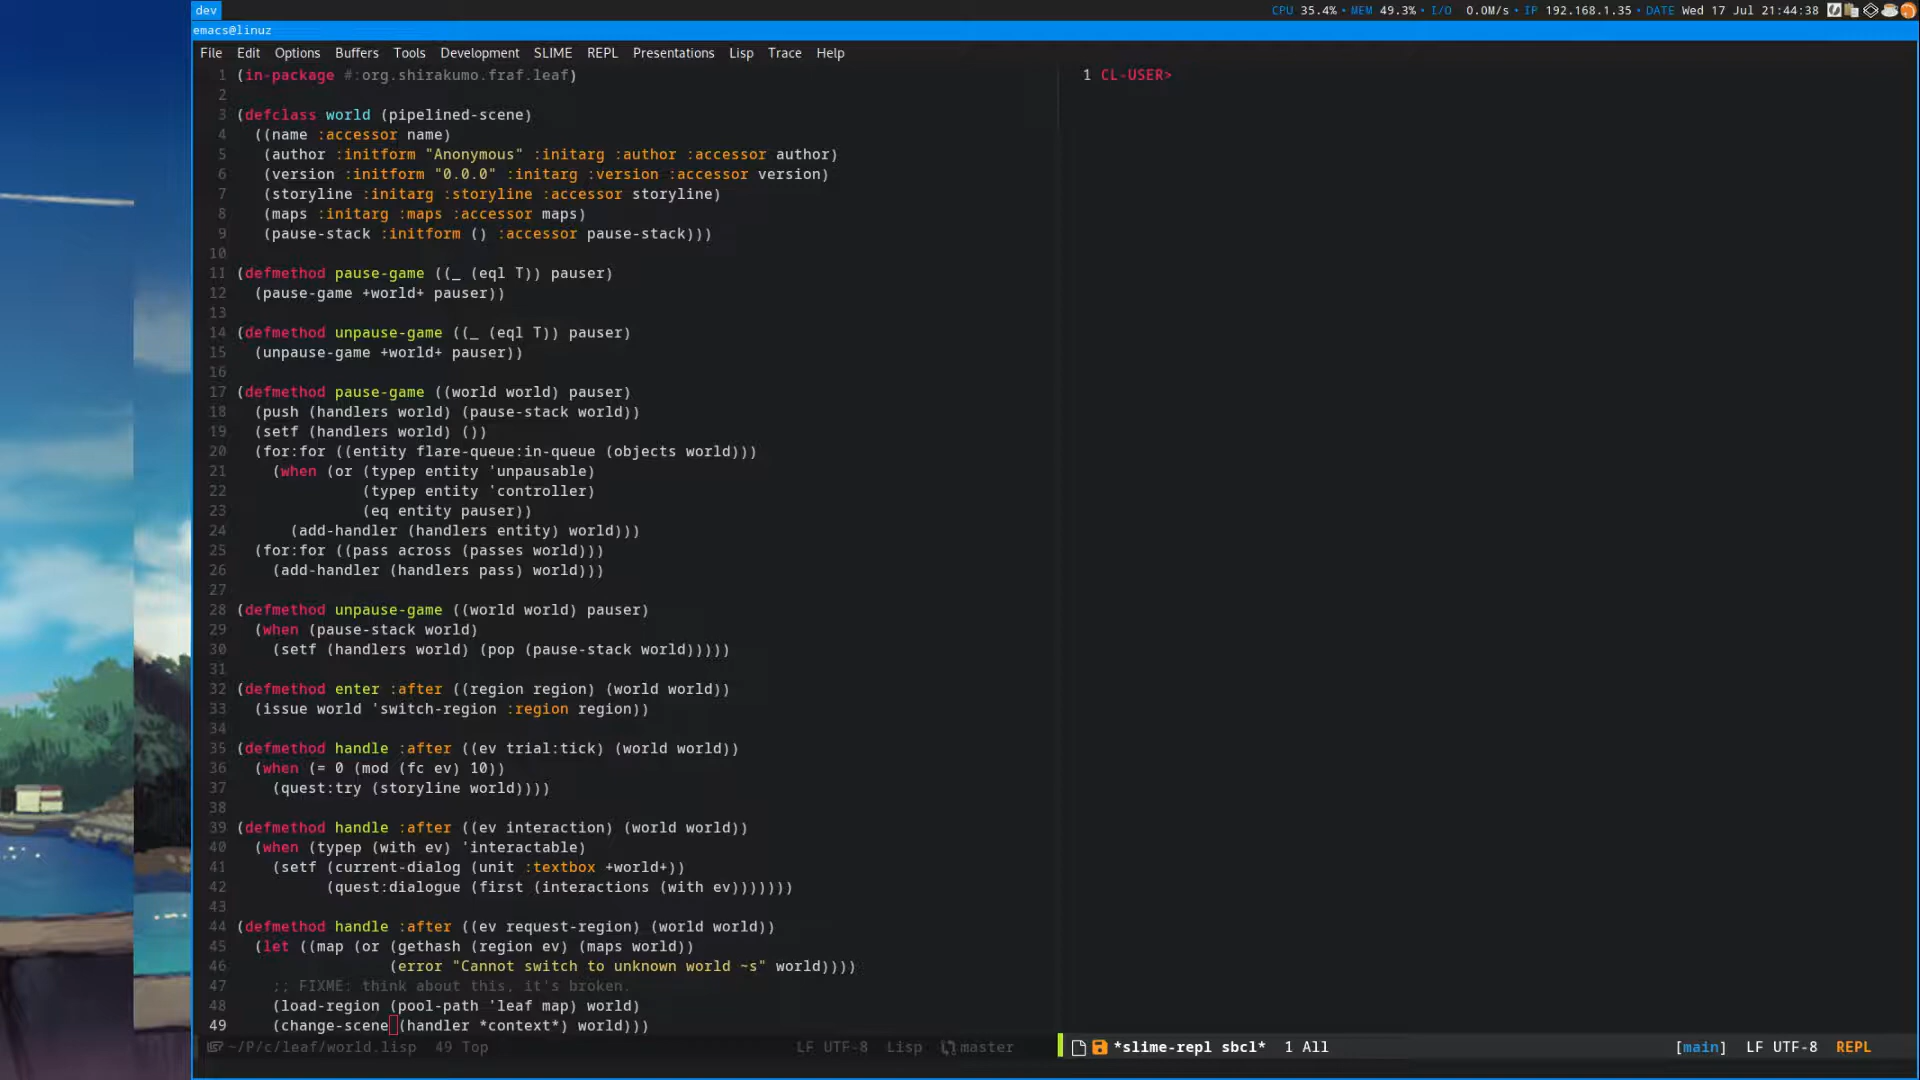 dev
CPU 35.4% • MEM 49.3% • I/O 0.0M/s • IP 192.168.1.35 • DATE Wed 17 Jul 21:44:38
emacs@linuz
File Edit Options Buffers Tools Development SLIME REPL Presentations Lisp Trace Help
1 (in-package #:org.shirakumo.fraf.leaf)
2
3 (defclass world (pipelined-scene)
4   ((name :accessor name)
5    (author :initform "Anonymous" :initarg :author :accessor author)
6    (version :initform "0.0.0" :initarg :version :accessor version)
7    (storyline :initarg :storyline :accessor storyline)
8    (maps :initarg :maps :accessor maps)
9    (pause-stack :initform () :accessor pause-stack)))
10
11 (defmethod pause-game ((_ (eql T)) pauser)
12   (pause-game +world+ pauser))
13
14 (defmethod unpause-game ((_ (eql T)) pauser)
15   (unpause-game +world+ pauser))
16
17 (defmethod pause-game ((world world) pauser)
18   (push (handlers world) (pause-stack world))
19   (setf (handlers world) ())
20   (for:for ((entity flare-queue:in-queue (objects world)))
21     (when (or (typep entity 'unpausable)
22               (typep entity 'controller)
23               (eq entity pauser))
24       (add-handler (handlers entity) world)))
25   (for:for ((pass across (passes world)))
26     (add-handler (handlers pass) world)))
27
28 (defmethod unpause-game ((world world) pauser)
29   (when (pause-stack world)
30     (setf (handlers world) (pop (pause-stack world)))))
31
32 (defmethod enter :after ((region region) (world world))
33   (issue world 'switch-region :region region))
34
35 (defmethod handle :after ((ev trial:tick) (world world))
36   (when (= 0 (mod (fc ev) 10))
37     (quest:try (storyline world))))
38
39 (defmethod handle :after ((ev interaction) (world world))
40   (when (typep (with ev) 'interactable)
41     (setf (current-dialog (unit :textbox +world+))
42           (quest:dialogue (first (interactions (with ev)))))))
43
44 (defmethod handle :after ((ev request-region) (world world))
45   (let ((map (or (gethash (region ev) (maps world))
46                  (error "Cannot switch to unknown world ~s" world))))
47     ;; FIXME: think about this, it's broken.
48     (load-region (pool-path 'leaf map) world)
49     (change-scene (handler *context*) world)))
~/P/c/leaf/world.lisp 49 Top LF UTF-8 Lisp master
1 CL-USER>
*slime-repl sbcl* 1 All [main] LF UTF-8 REPL